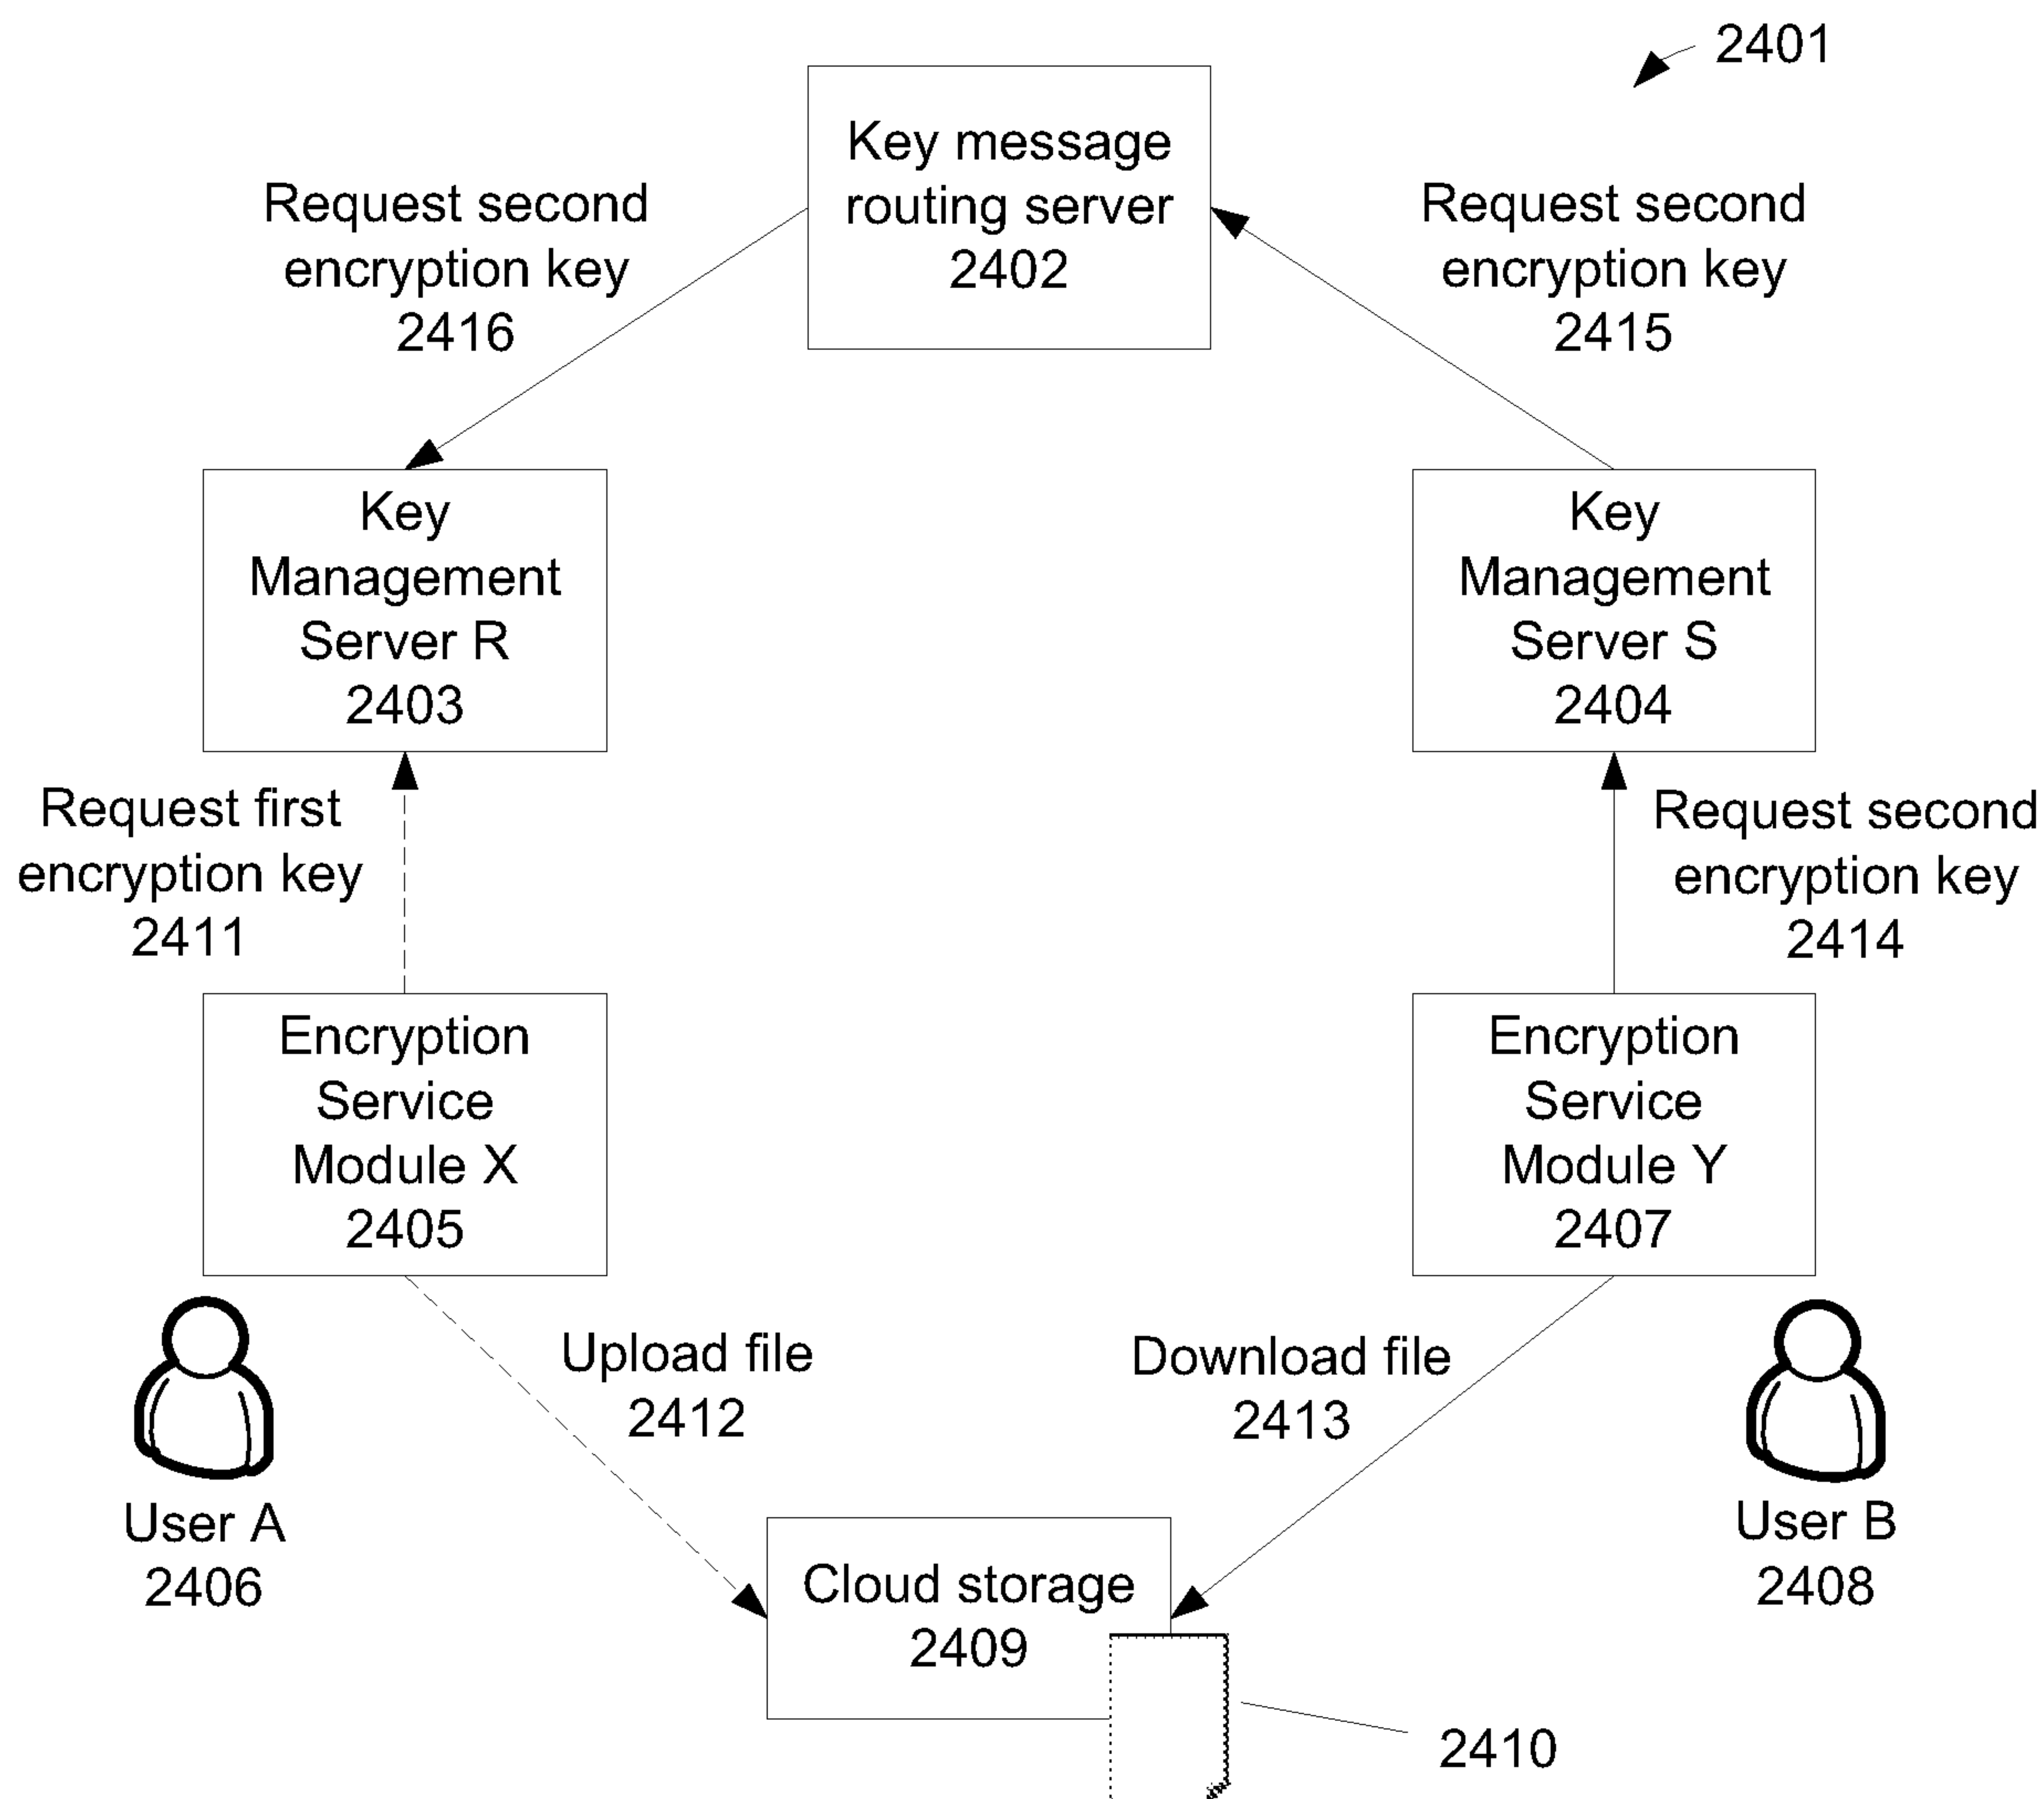 2401
Key message
routing server
2402
Request second
encryption key
2416
Request second
encryption key
2415
Key
Management
Server R
2403
Key
Management
Server S
2404
Request first
encryption key
2411
Request second
encryption key
2414
Encryption
Service
Module X
2405
Encryption
Service
Module Y
2407
Upload file
2412
Download file
2413
User A
2406
User B
2408
Cloud storage
2409
2410